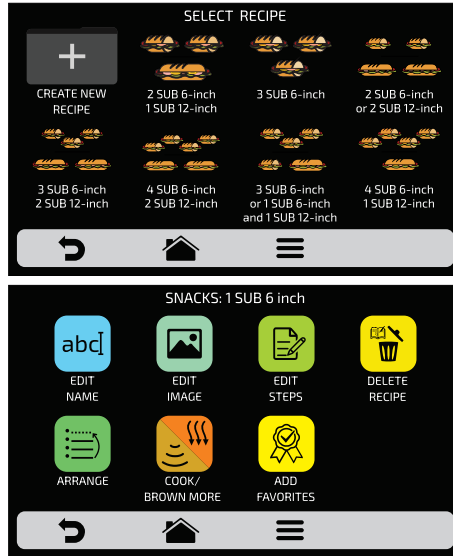 SELECT RECIPE
CREATE NEW
RECIPE
2 SUB 6-inch
1 SUB 12-inch
3 SUB 6-inch
2 SUB 6-inch
or 2 SUB 12-inch
3 SUB 6-inch
2 SUB 12-inch
4 SUB 6-inch
2 SUB 12-inch
3 SUB 6-inch
or 1 SUB 6-inch
and 1 SUB 12-inch
4 SUB 6-inch
1 SUB 12-inch
SNACKS: 1 SUB 6 inch
abc
EDIT
NAME
EDIT
IMAGE
EDIT
STEPS
DELETE
RECIPE
ARRANGE
COOK/
BROWN MORE
ADD
FAVORITES